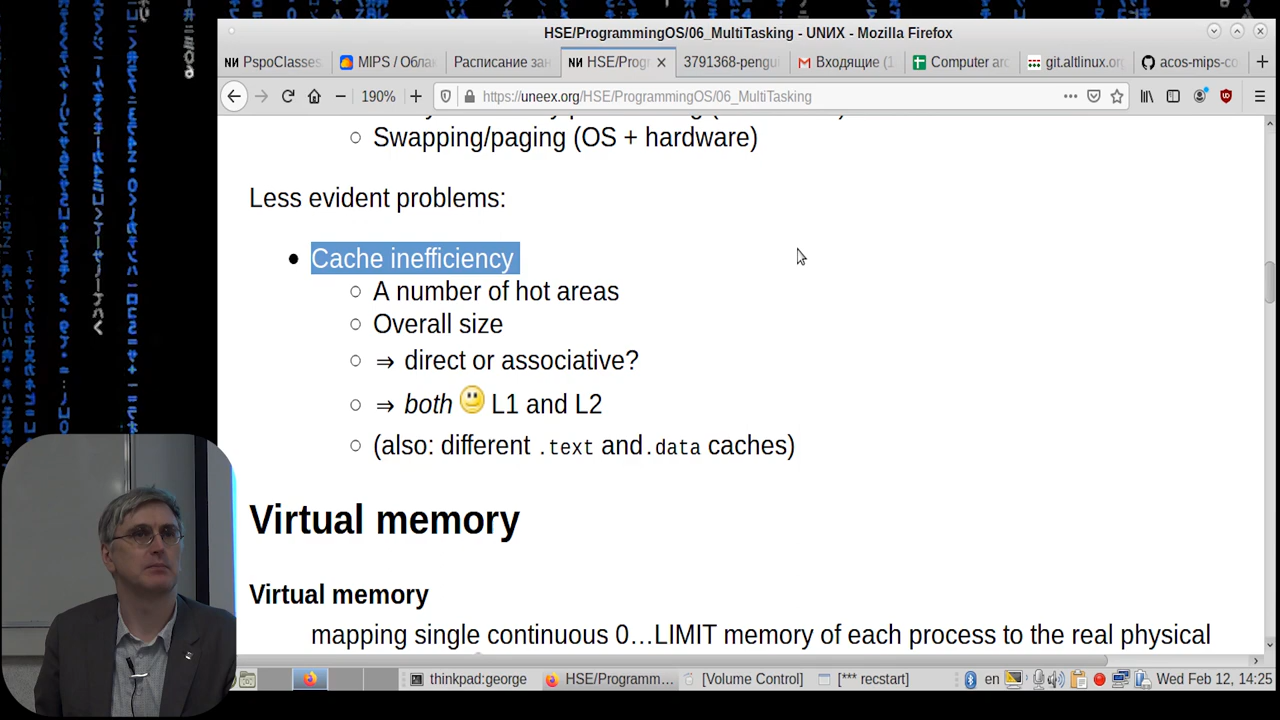 HSE/ProgrammingOS/06_MultiTasking - UNИX - Mozilla Firefox
PspoClasses
MIPS / Обла
Расписание зан
HSE/Prog
3791368-pengu
Входящие (1
Computer arc
git.altlinux.org
acos-mips-co
190%
https://uneex.org/HSE/ProgrammingOS/06_MultiTasking
Swapping/paging (OS + hardware)
Less evident problems:
Cache inefficiency
A number of hot areas
Overall size
⇒ direct or associative?
⇒ both L1 and L2
(also: different .text and.data caches)
Virtual memory
Virtual memory
mapping single continuous 0…LIMIT memory of each process to the real physical
thinkpad:george
HSE/Programm…
[Volume Control]
[*** recstart]
en
Wed Feb 12, 14:25